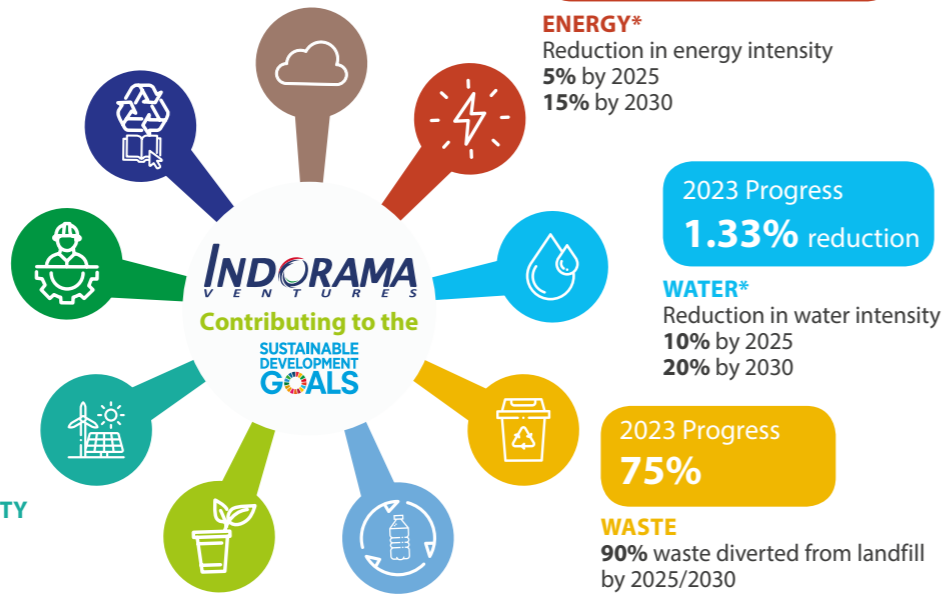 ENERGY*
Reduction in energy intensity
5% by 2025
15% by 2030
2023 Progress
1.33% reduction
WATER*
Reduction in water intensity
10% by 2025
20% by 2030
INDORAMA
VENTURES
Contributing to the
SUSTAINABLE
DEVELOPMENT
GOALS
2023 Progress
75%
WASTE
90% waste diverted from landfill
by 2025/2030
TY